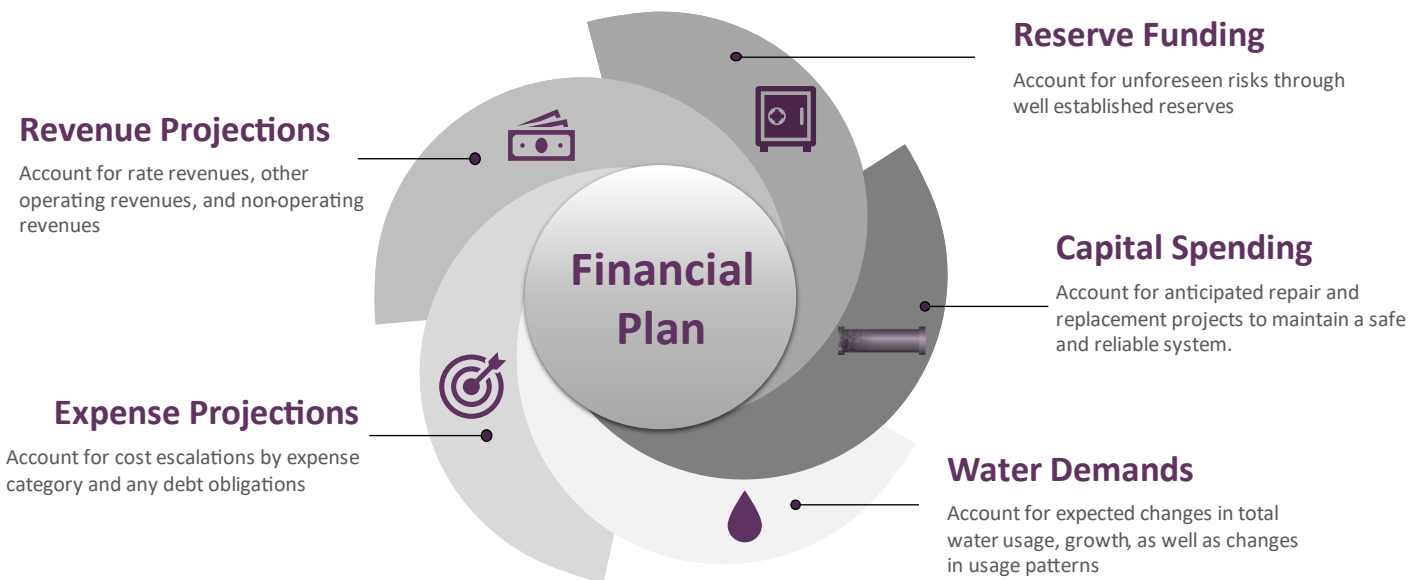 Reserve Funding
Account for unforeseen risks through
well established reserves
Revenue Projections
Account for rate revenues, other
operating revenues, and non-operating
revenues
Financial
Plan
Capital Spending
Account for anticipated repair and
replacement projects to maintain a safe
and reliable system.
Expense Projections
Account for cost escalations by expense
category and any debt obligations
Water Demands
Account for expected changes in total
water usage, growth, as well as changes
in usage patterns